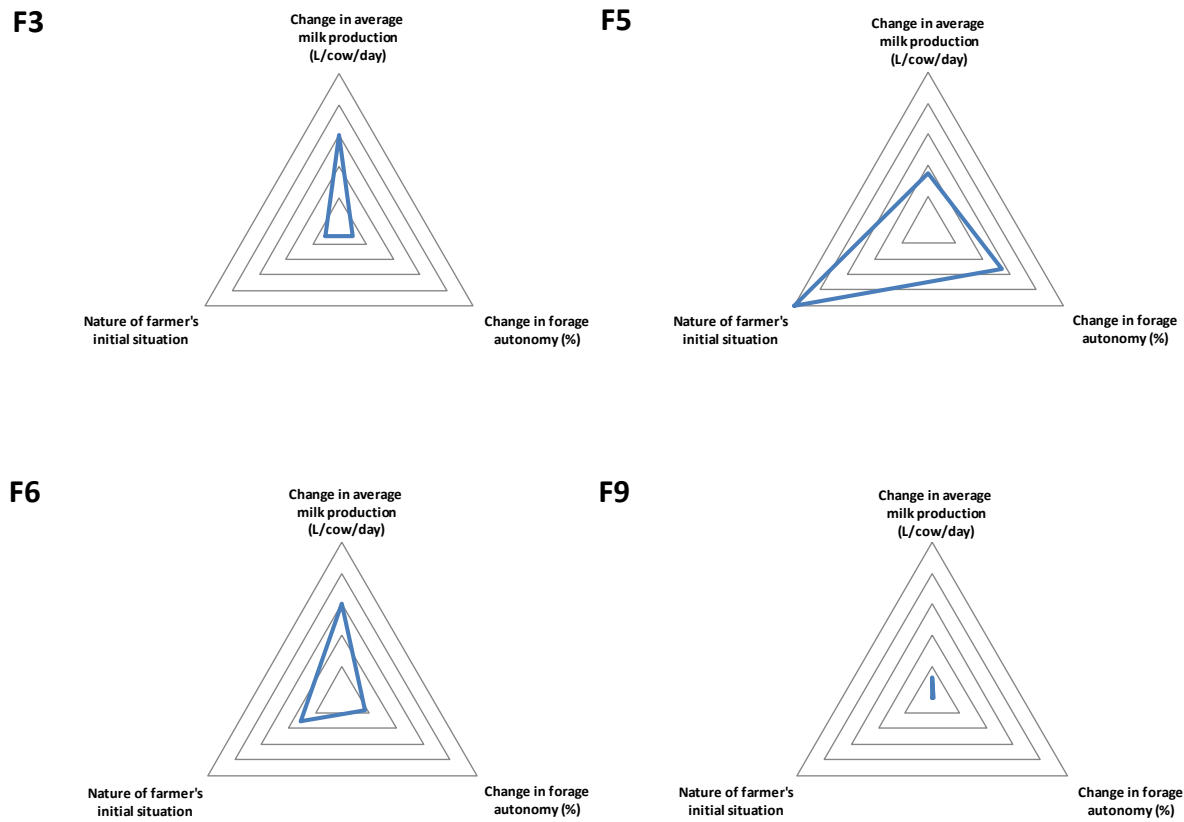 F3
Change in average
milk production
(L/cow/day)
Nature of farmer's
initial situation
Change in forage
autonomy (%)
F5
Change in average
milk production
(L/cow/day)
Nature of farmer's
initial situation
Change in forage
autonomy (%)
F6
Change in average
milk production
(L/cow/day)
Nature of farmer's
initial situation
Change in forage
autonomy (%)
F9
Change in average
milk production
(L/cow/day)
Nature of farmer's
initial situation
Change in forage
autonomy (%)